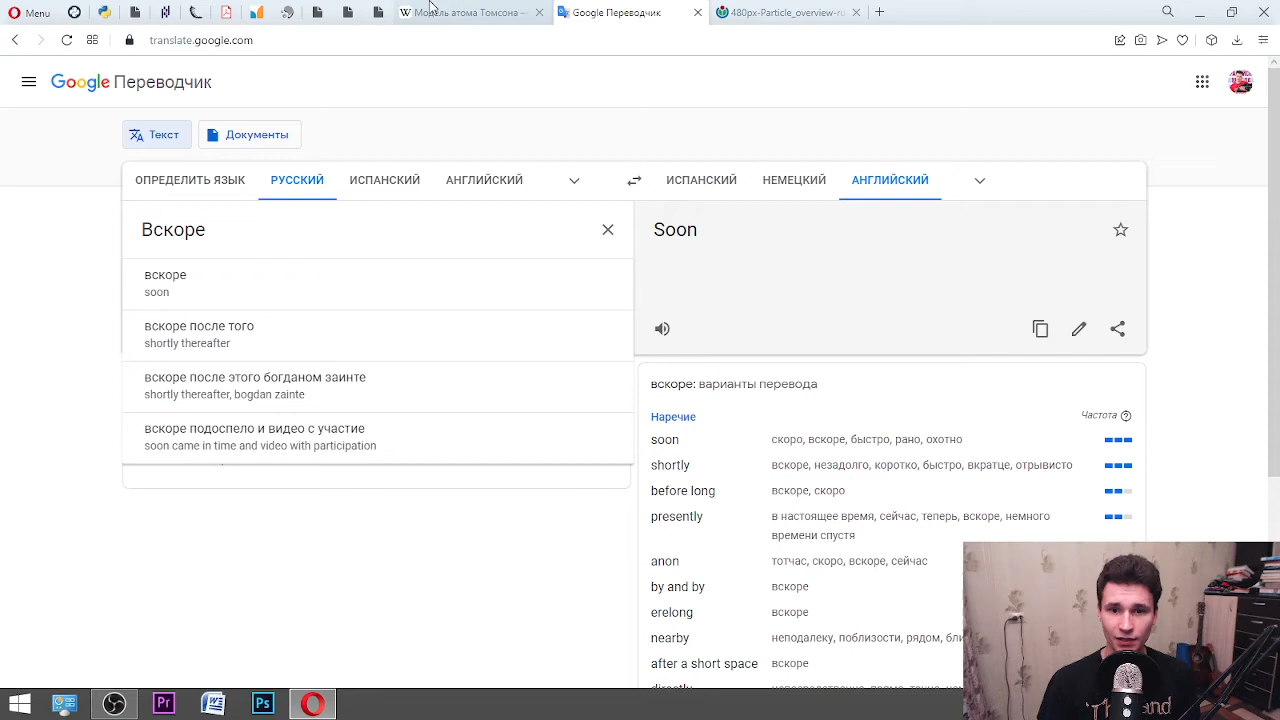 Menu
Модель атома Томсона —
Google Переводчик
480px-Particle_overview-ru
translate.google.com
Google Переводчик
Текст
Документы
ОПРЕДЕЛИТЬ ЯЗЫК РУССКИЙ ИСПАНСКИЙ АНГЛИЙСКИЙ
ИСПАНСКИЙ НЕМЕЦКИЙ АНГЛИЙСКИЙ
Вскоре
вскоре
soon
вскоре после того
shortly thereafter
вскоре после этого богданом заинте
shortly thereafter, bogdan zainte
вскоре подоспело и видео с участие
soon came in time and video with participation
Soon
вскоре: варианты перевода
Наречие Частота
soon скоро, вскоре, быстро, рано, охотно
shortly вскоре, незадолго, коротко, быстро, вкратце, отрывисто
before long вскоре, скоро
presently в настоящее время, сейчас, теперь, вскоре, немного
времени спустя
anon тотчас, скоро, вскоре, сейчас
by and by вскоре
erelong вскоре
nearby неподалеку, поблизости, рядом,
after a short space вскоре
Pr
Ps